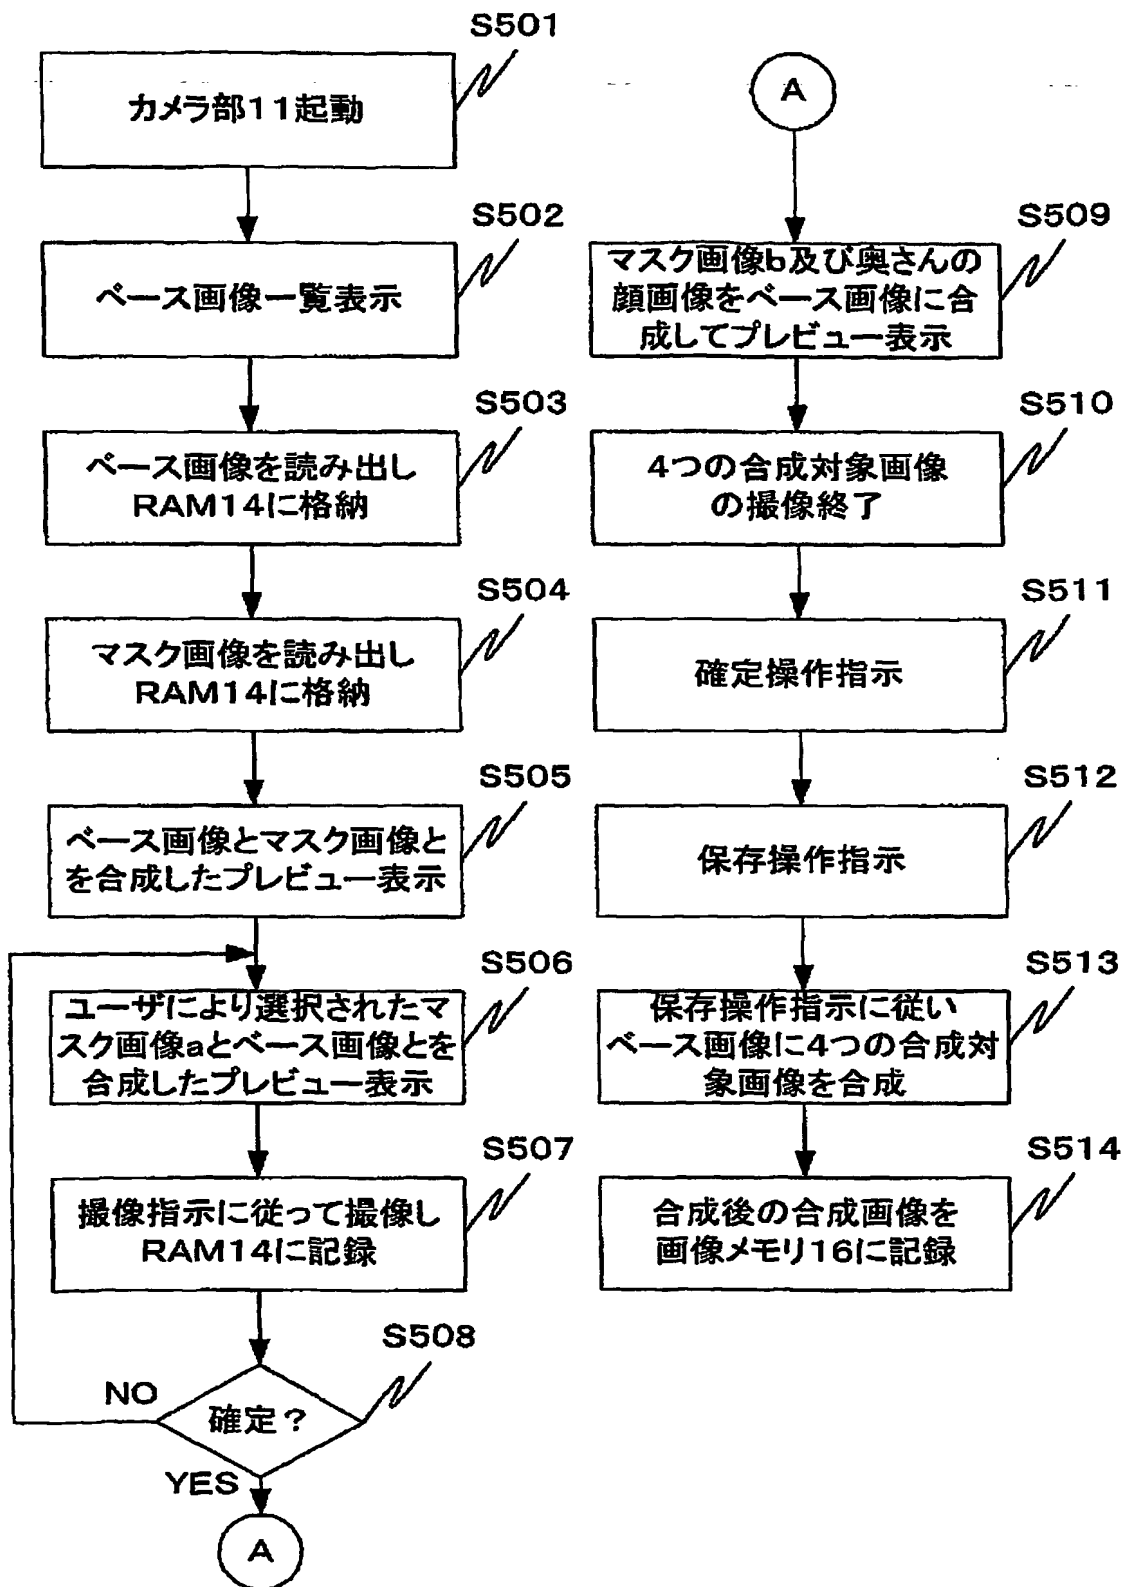 S501
カメラ部11起動
S502
ベース画像一覧表示
S503
ベース画像を読み出し
RAM14に格納
S504
マスク画像を読み出し
RAM14に格納
S505
ベース画像とマスク画像と
を合成したプレビュー表示
S506
ユーザにより選択されたマ
スク画像aとベース画像とを
合成したプレビュー表示
S507
撮像指示に従って撮像し
RAM14に記録
S508
確定？
NO
YES
A
A
S509
マスク画像b及び奥さんの
顔画像をベース画像に合
成してプレビュー表示
S510
4つの合成対象画像
の撮像終了
S511
確定操作指示
S512
保存操作指示
S513
保存操作指示に従い
ベース画像に4つの合成対
象画像を合成
S514
合成後の合成画像を
画像メモリ16に記録